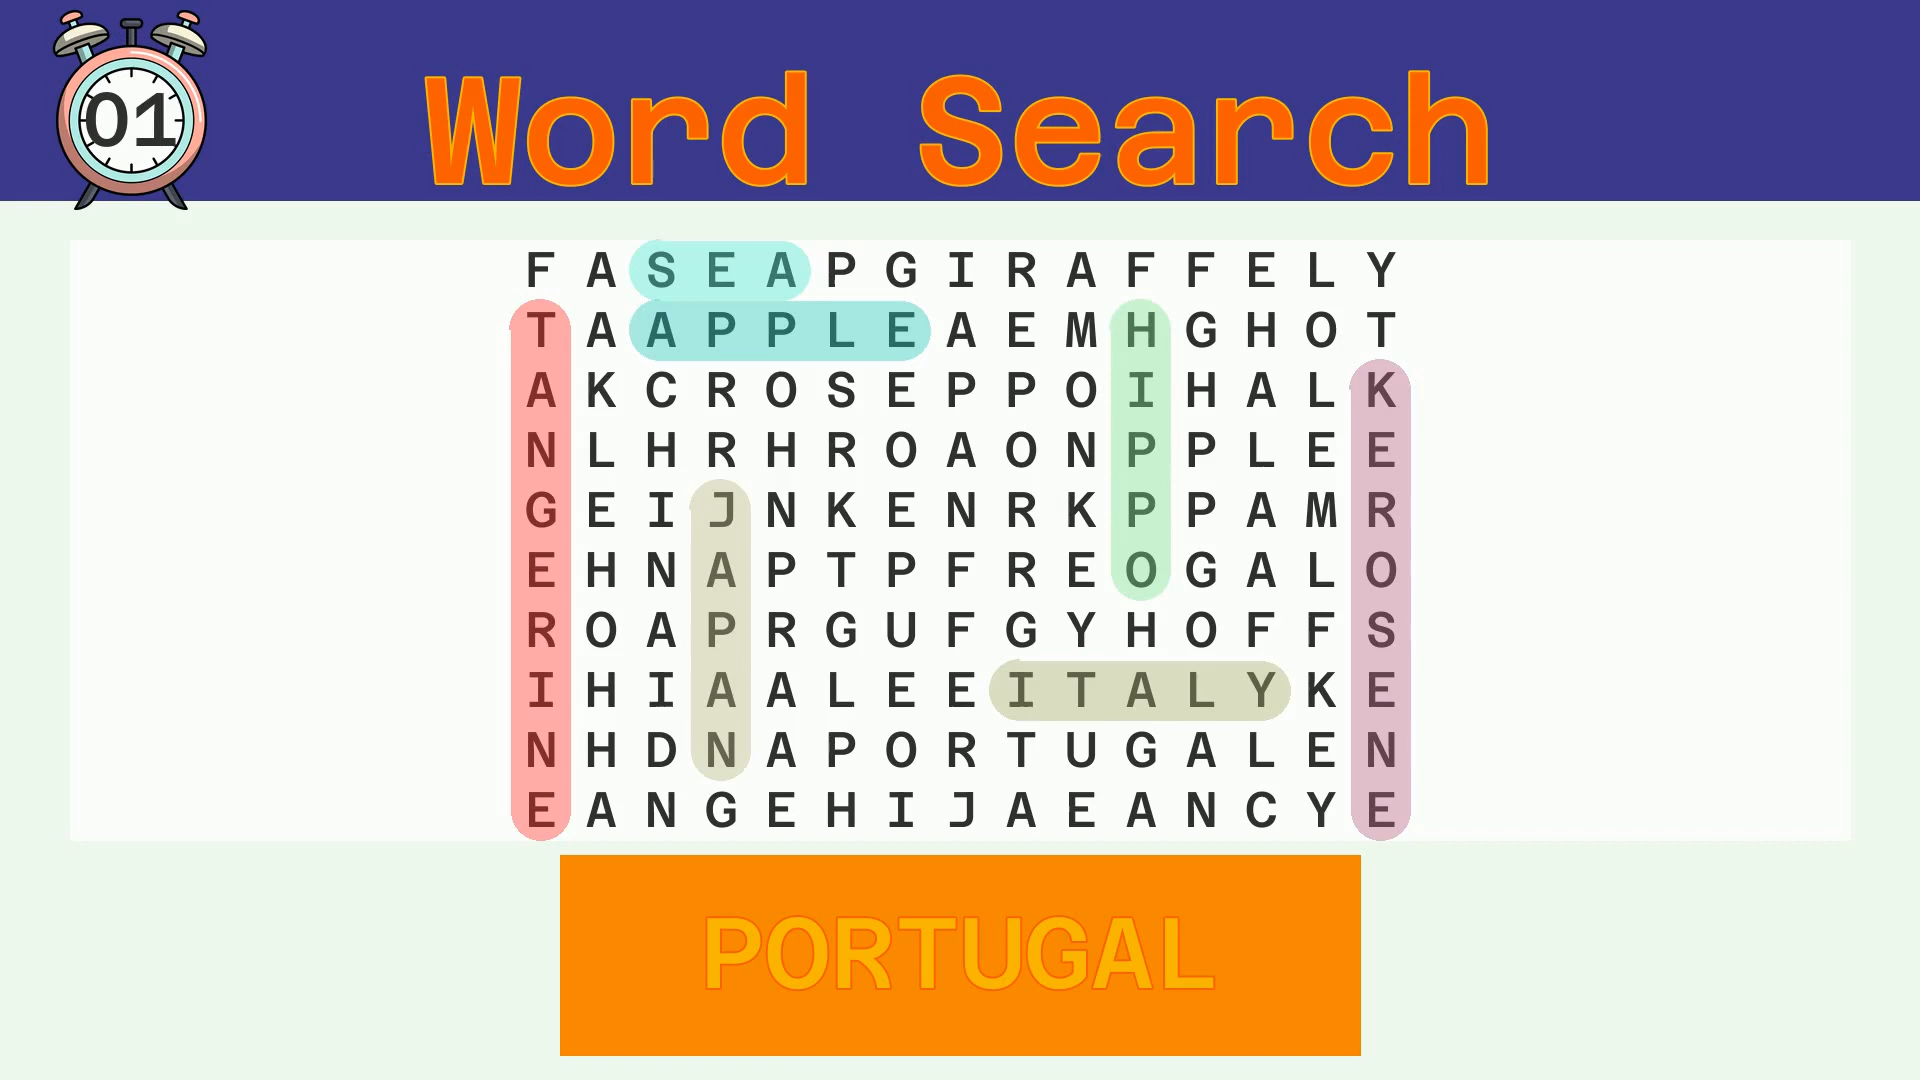 01
Word Search
F A S E A P G I R A F F E L Y
T A A P P L E A E M H G H O T
A K C R O S E P P O I H A L K
N L H R H R O A O N P P L E E
G E I J N K E N R K P P A M R
E H N A P T P F R E O G A L O
R O A P R G U F G Y H O F F S
I H I A A L E E I T A L Y K E
N H D N A P O R T U G A L E N
E A N G E H I J A E A N C Y E
PORTUGAL